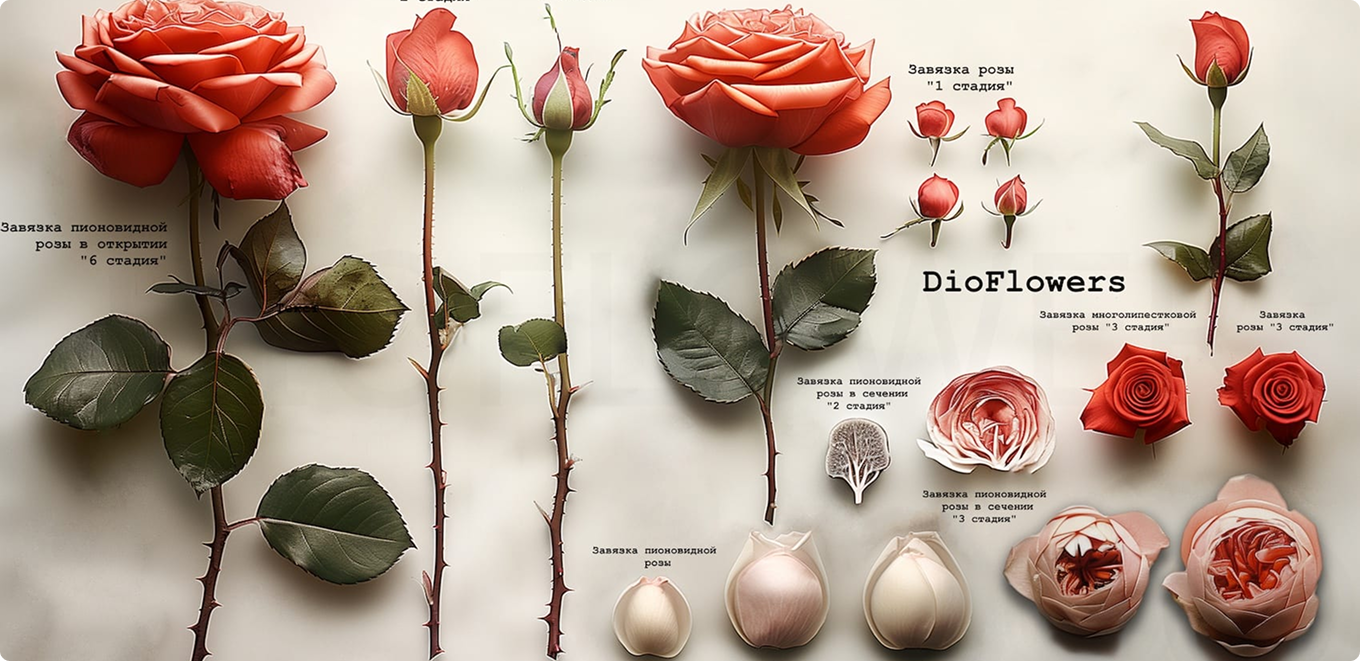 Завязка розы
"1 стадия"
Завязка пионовидной
розы в открытии
"6 стадия"
DioFlowers
Завязка многолипестковой
розы "3 стадия"
Завязка
розы "3 стадия"
Завязка пионовидной
розы в сечении
"2 стадия"
Завязка пионовидной
розы в сечении
"3 стадия"
Завязка пионовидной
розы